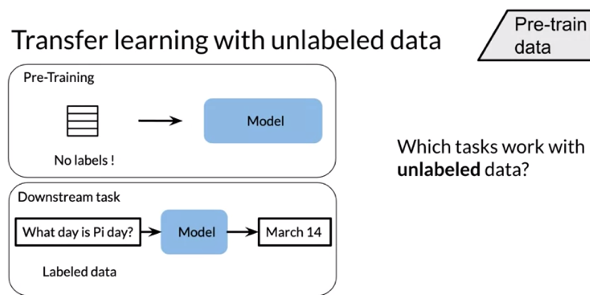 Transfer learning with unlabeled data
Pre-train
data
Pre-Training
Model
No labels !
Which tasks work with
unlabeled data?
Downstream task
What day is Pi day?
Model
March 14
Labeled data